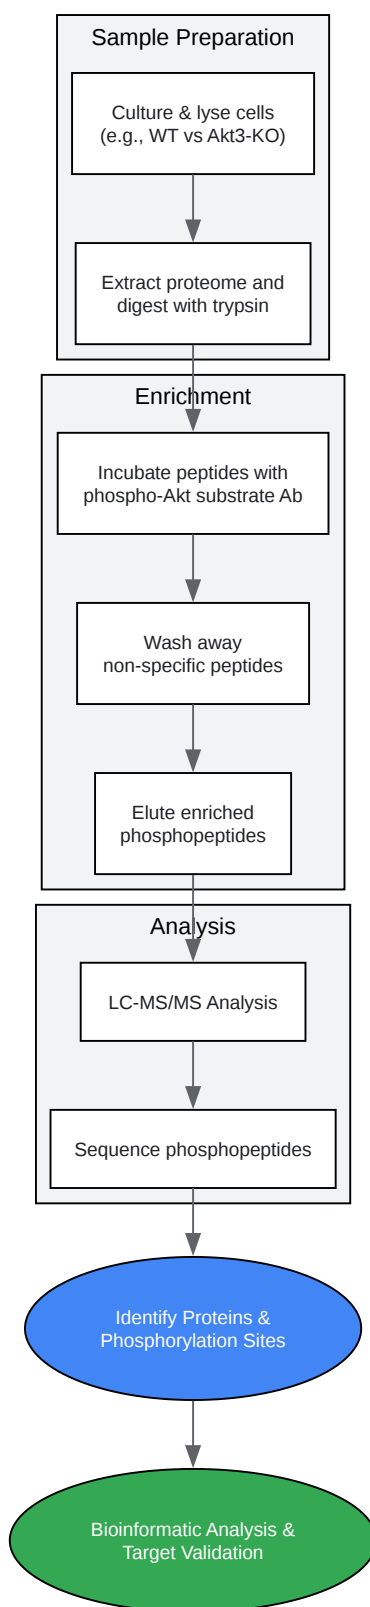 Sample Preparation
Culture & lyse cells
(e.g., WT vs Akt3-KO)
Extract proteome and
digest with trypsin
Enrichment
Incubate peptides with
phospho-Akt substrate Ab
Wash away
non-specific peptides
Elute enriched
phosphopeptides
Analysis
LC-MS/MS Analysis
Sequence phosphopeptides
Identify Proteins &
Phosphorylation Sites
Bioinformatic Analysis &
Target Validation